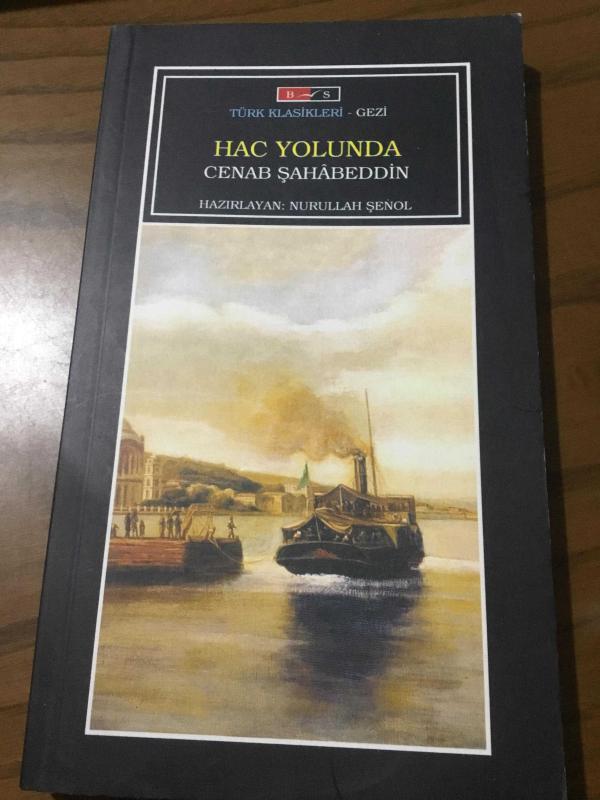 B S
TÜRK KLASİKLERİ - GEZİ
HAC YOLUNDA
CENAB ŞAHÂBEDDİN
HAZIRLAYAN: NURULLAH ŞENOL